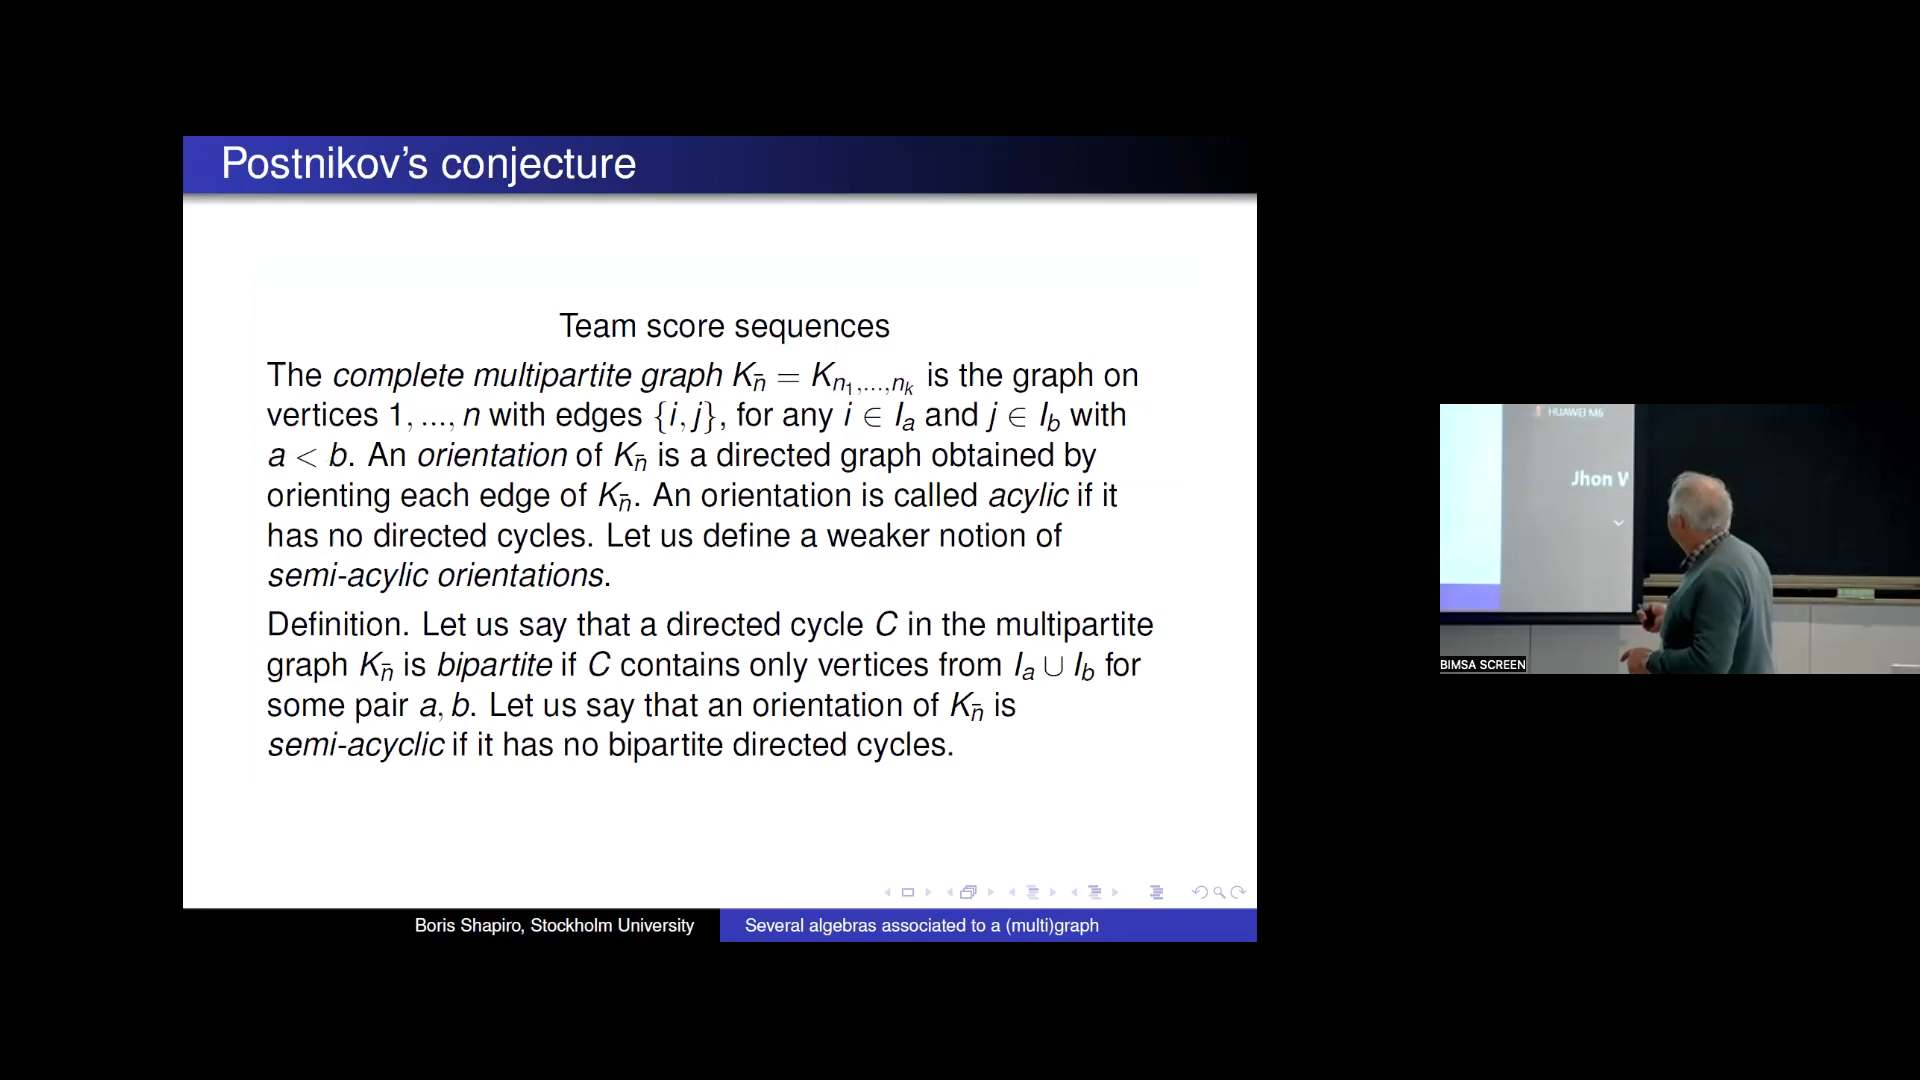 Postnikov's conjecture
Team score sequences
The complete multipartite graph K_n̄ = K_{n_1,...,n_k} is the graph on
vertices 1, ..., n with edges {i, j}, for any i ∈ I_a and j ∈ I_b with
a < b. An orientation of K_n̄ is a directed graph obtained by
orienting each edge of K_n̄. An orientation is called acylic if it
has no directed cycles. Let us define a weaker notion of
semi-acylic orientations.
Definition. Let us say that a directed cycle C in the multipartite
graph K_n̄ is bipartite if C contains only vertices from I_a ∪ I_b for
some pair a, b. Let us say that an orientation of K_n̄ is
semi-acyclic if it has no bipartite directed cycles.
Boris Shapiro, Stockholm University
Several algebras associated to a (multi)graph
HUAWEI M6
Jhon
BIMSA SCREEN